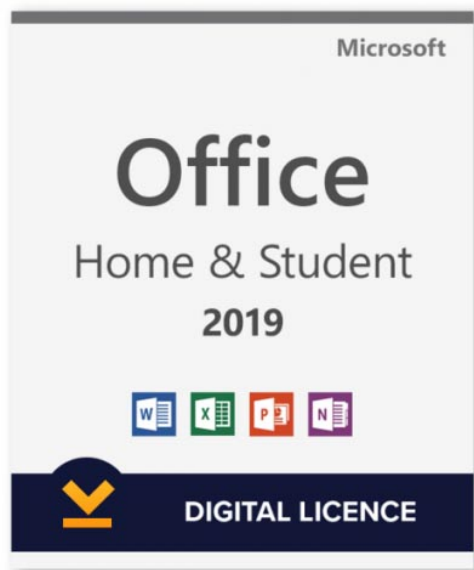 Microsoft
Office
Home & Student
2019
W X P N
DIGITAL LICENCE